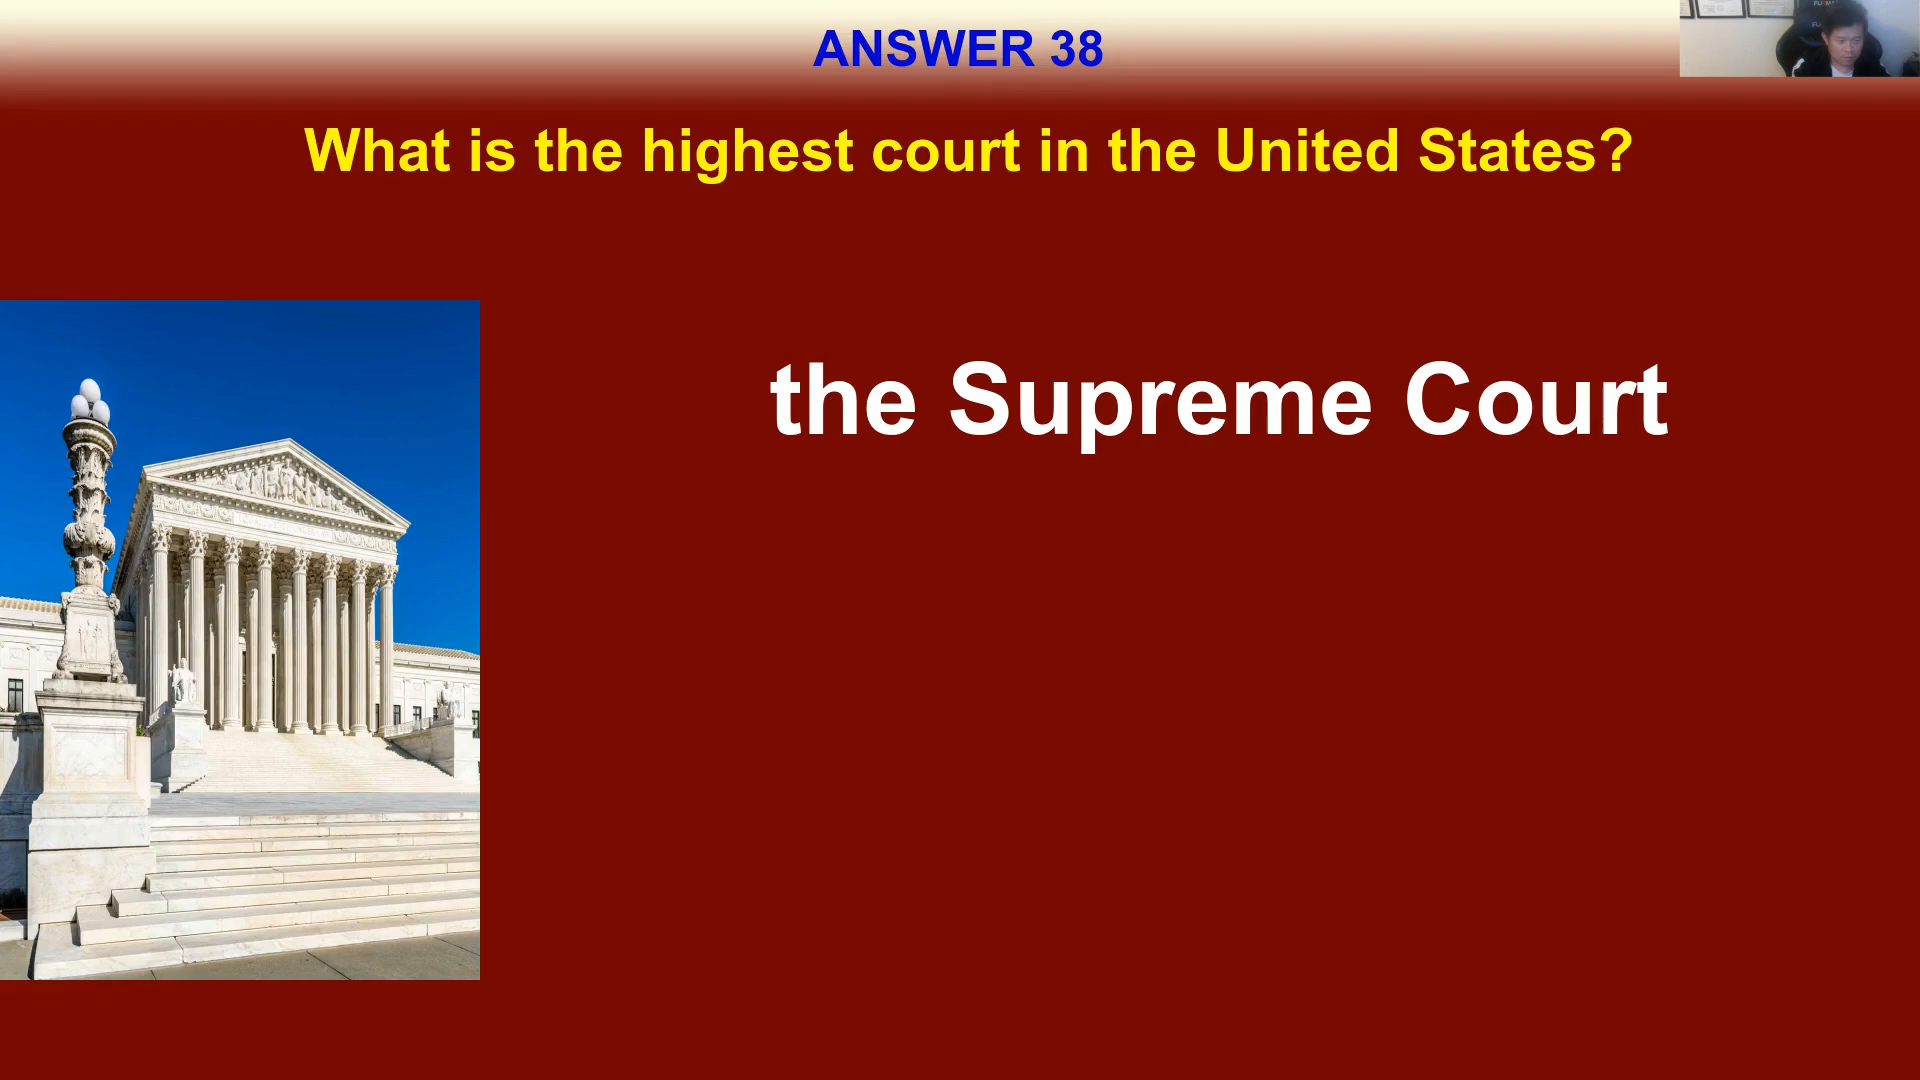 ANSWER 38
What is the highest court in the United States?
the Supreme Court